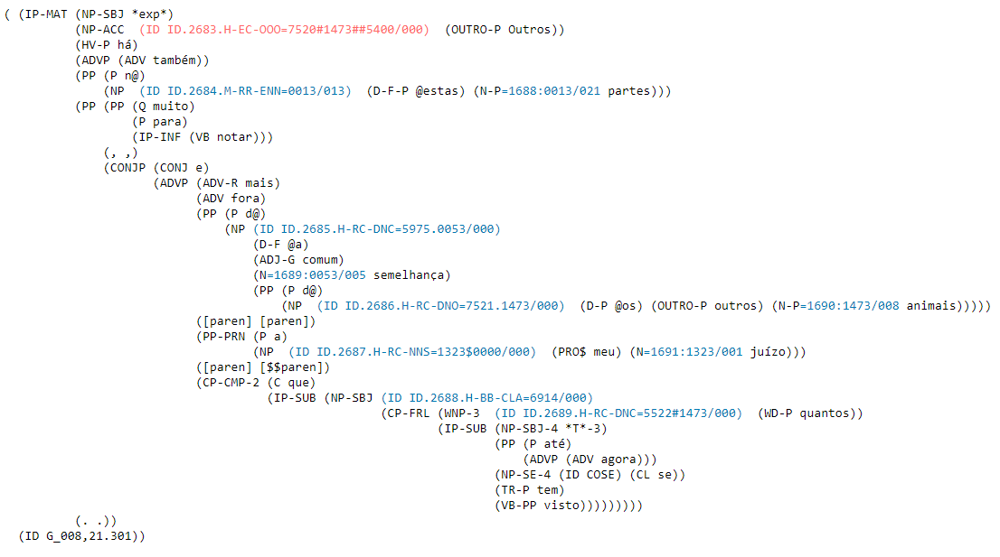 ( (IP-MAT (NP-SBJ *exp*)
(NP-ACC (ID ID.2683.H-EC-OOO=7520#1473##5400/000) (OUTRO-P Outros))
(HV-P há)
(ADVP (ADV também))
(PP (P n@)
(NP (ID ID.2684.M-RR-ENN=0013/013) (D-F-P @estas) (N-P=1688:0013/021 partes)))
(PP (PP (Q muito)
(P para)
(IP-INF (VB notar)))
(, ,)
(CONJP (CONJ e)
(ADVP (ADV-R mais)
(ADV fora)
(PP (P d@)
(NP (ID ID.2685.H-RC-DNC=5975.0053/000)
(D-F @a)
(ADJ-G comum)
(N=1689:0053/005 semelhança)
(PP (P d@)
(NP (ID ID.2686.H-RC-DNO=7521.1473/000) (D-P @os) (OUTRO-P outros) (N-P=1690:1473/008 animais)))))
([paren] [paren])
(PP-PRN (P a)
(NP (ID ID.2687.H-RC-NNS=1323$0000/000) (PRO$ meu) (N=1691:1323/001 juízo)))
([paren] [$$paren])
(CP-CMP-2 (C que)
(IP-SUB (NP-SBJ (ID ID.2688.H-BB-CLA=6914/000)
(CP-FRL (WNP-3 (ID ID.2689.H-RC-DNC=5522#1473/000) (WD-P quantos))
(IP-SUB (NP-SBJ-4 *T*-3)
(PP (P até)
(ADVP (ADV agora)))
(NP-SE-4 (ID COSE) (CL se))
(TR-P tem)
(VB-PP visto)))))))))
(. .))
(ID G_008,21.301))